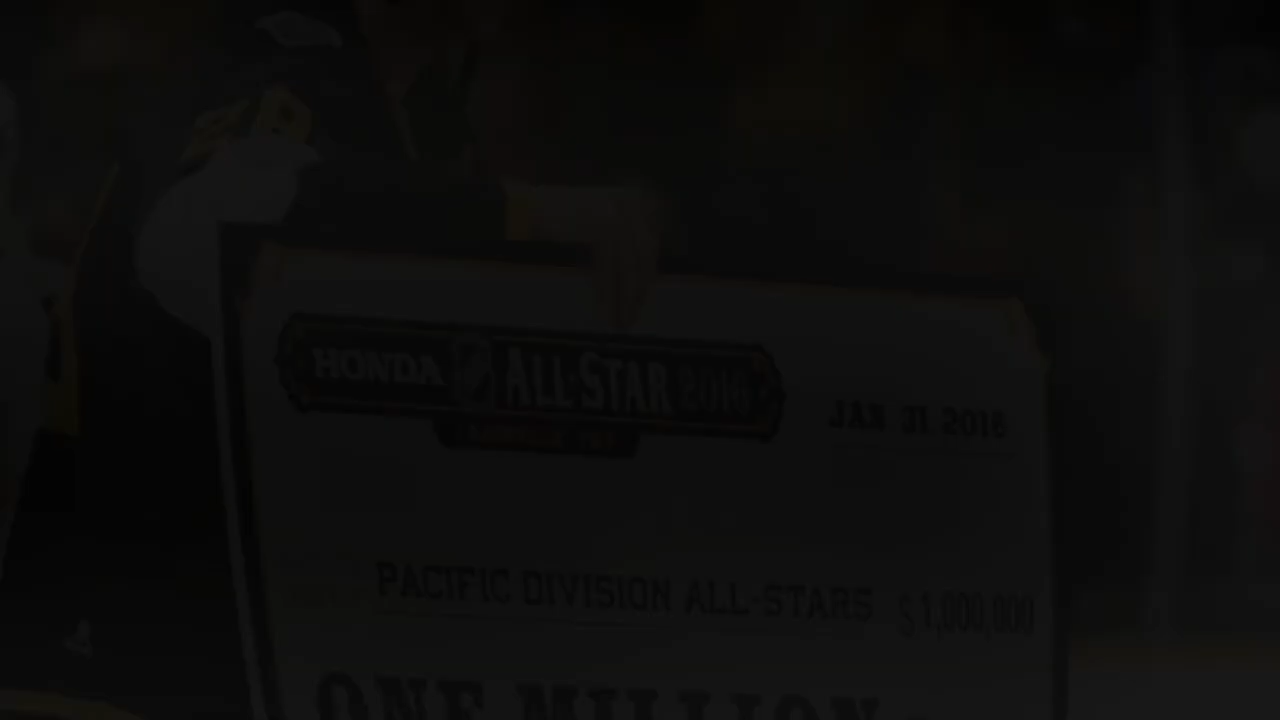 HONDA ALL-STAR 2016
JAN 31, 2016
PACIFIC DIVISION ALL-STARS $1,000,000
ONE MILLION